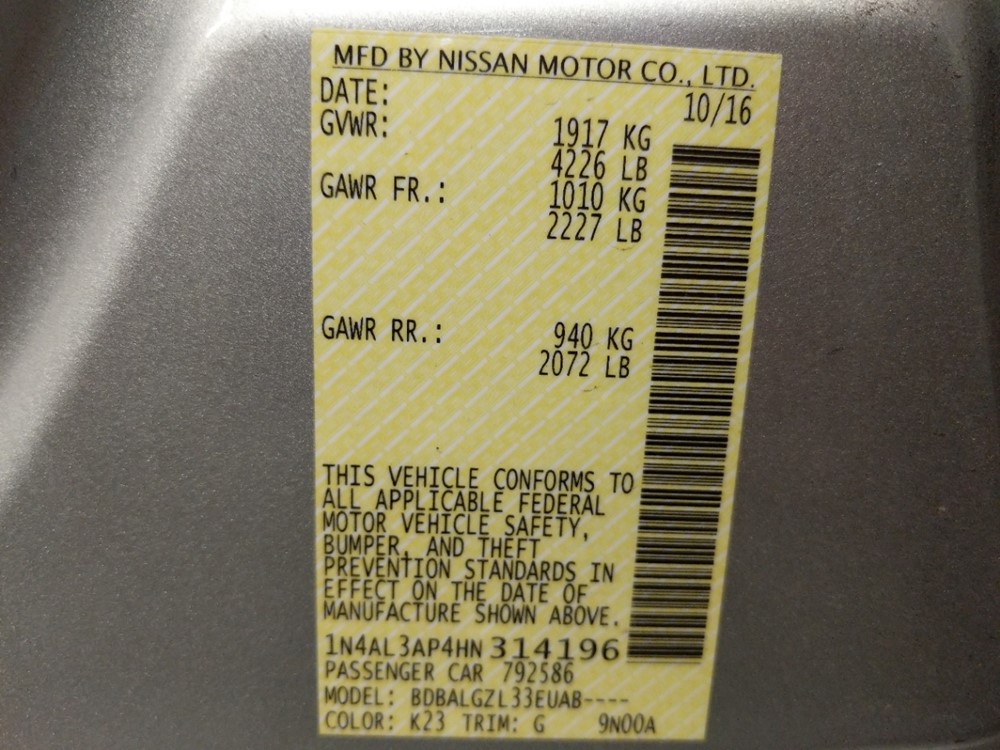 MFD BY NISSAN MOTOR CO., LTD.
DATE: 10/16
GVWR: 1917 KG
4226 LB
GAWR FR.: 1010 KG
2227 LB
GAWR RR.: 940 KG
2072 LB
THIS VEHICLE CONFORMS TO
ALL APPLICABLE FEDERAL
MOTOR VEHICLE SAFETY,
BUMPER, AND THEFT
PREVENTION STANDARDS IN
EFFECT ON THE DATE OF
MANUFACTURE SHOWN ABOVE.
1N4AL3AP4HN314196
PASSENGER CAR 792586
MODEL: BDBALGZL33EUAB----
COLOR: K23 TRIM: G 9N00A